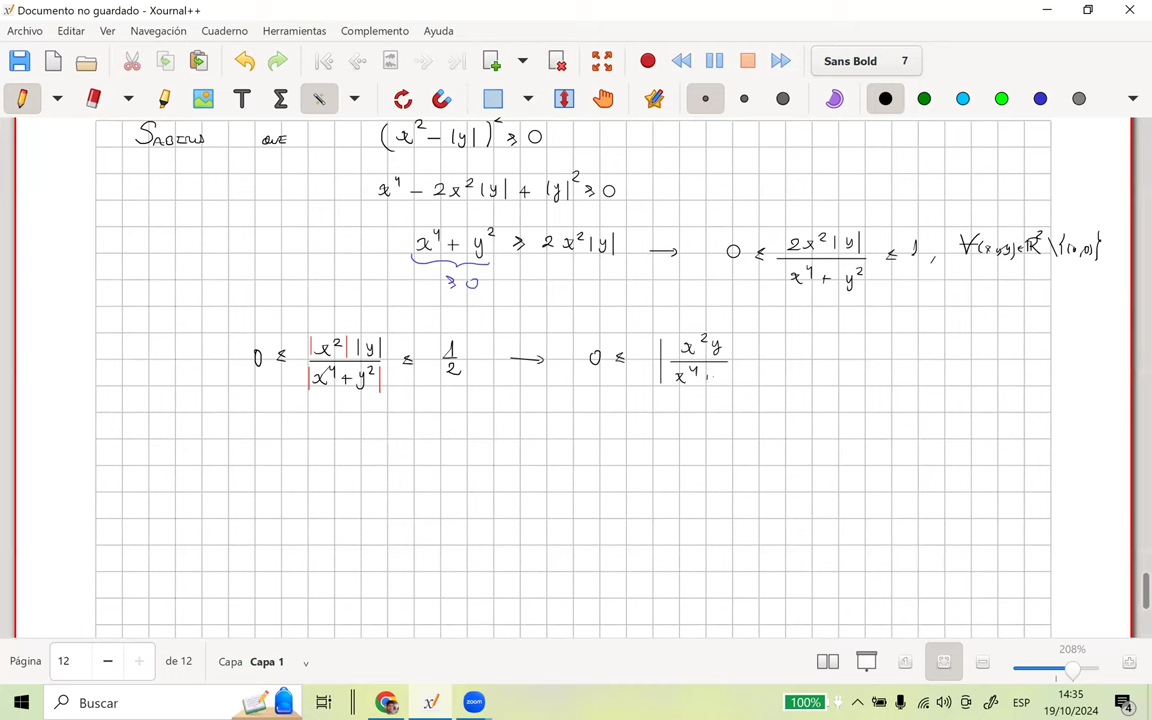 Documento no guardado - Xournal++
Archivo Editar Ver Navegación Cuaderno Herramientas Complemento Ayuda
Sans Bold 7
SABEMOS QUE (x² - |y|)² ≥ 0
x⁴ - 2x²|y| + |y|² ≥ 0
x⁴ + y² ≥ 2x²|y| → 0 ≤ 2x²|y| / x⁴ + y² ≤ 1, ∀(x,y)∈ℝ²\{(0,0)}
≥ 0
0 ≤ |x²||y| / |x⁴ + y²| ≤ 1/2 → 0 ≤ | x²y / x⁴ +
Página 12 de 12 Capa Capa 1 208%
Buscar 100% ESP 14:35
19/10/2024
4